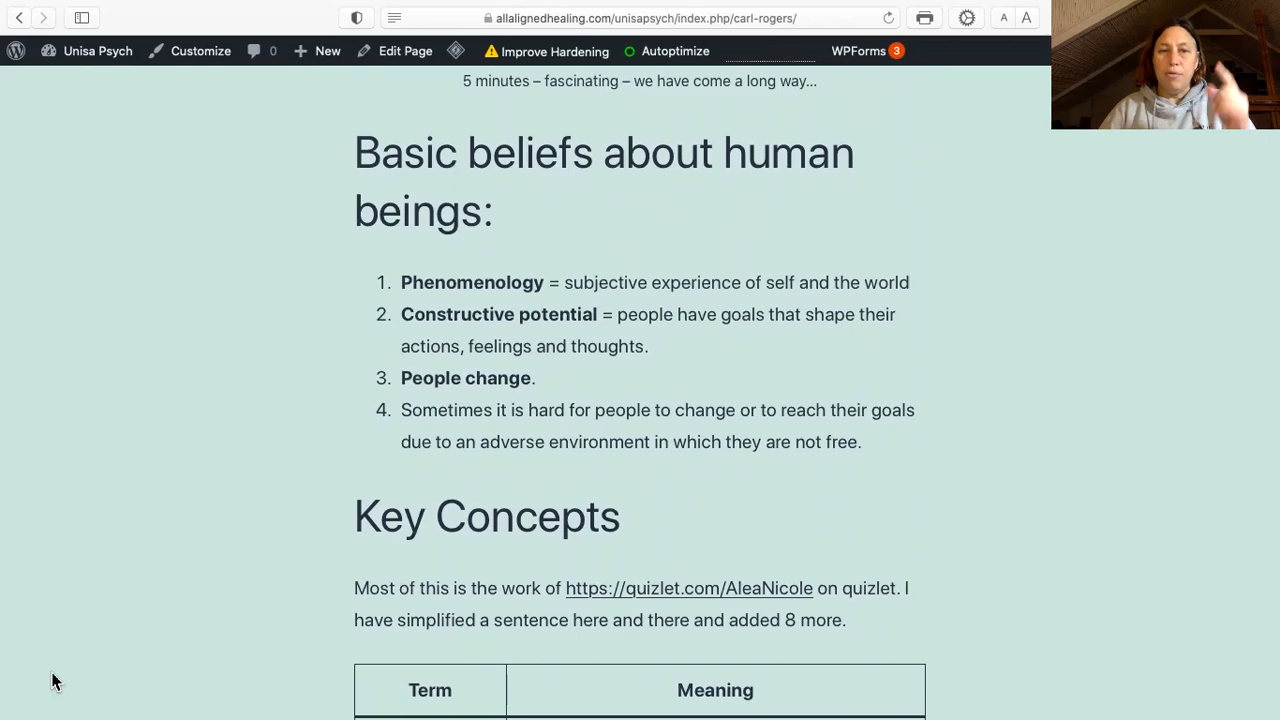 allalignedhealing.com/unisapsych/index.php/carl-rogers/
A A
Unisa Psych Customize 0 New Edit Page Improve Hardening Autoptimize WPForms 3
5 minutes – fascinating – we have come a long way...
Basic beliefs about human
beings:
1. Phenomenology = subjective experience of self and the world
2. Constructive potential = people have goals that shape their
actions, feelings and thoughts.
3. People change.
4. Sometimes it is hard for people to change or to reach their goals
due to an adverse environment in which they are not free.
Key Concepts
Most of this is the work of https://quizlet.com/AleaNicole on quizlet. I
have simplified a sentence here and there and added 8 more.
Term Meaning